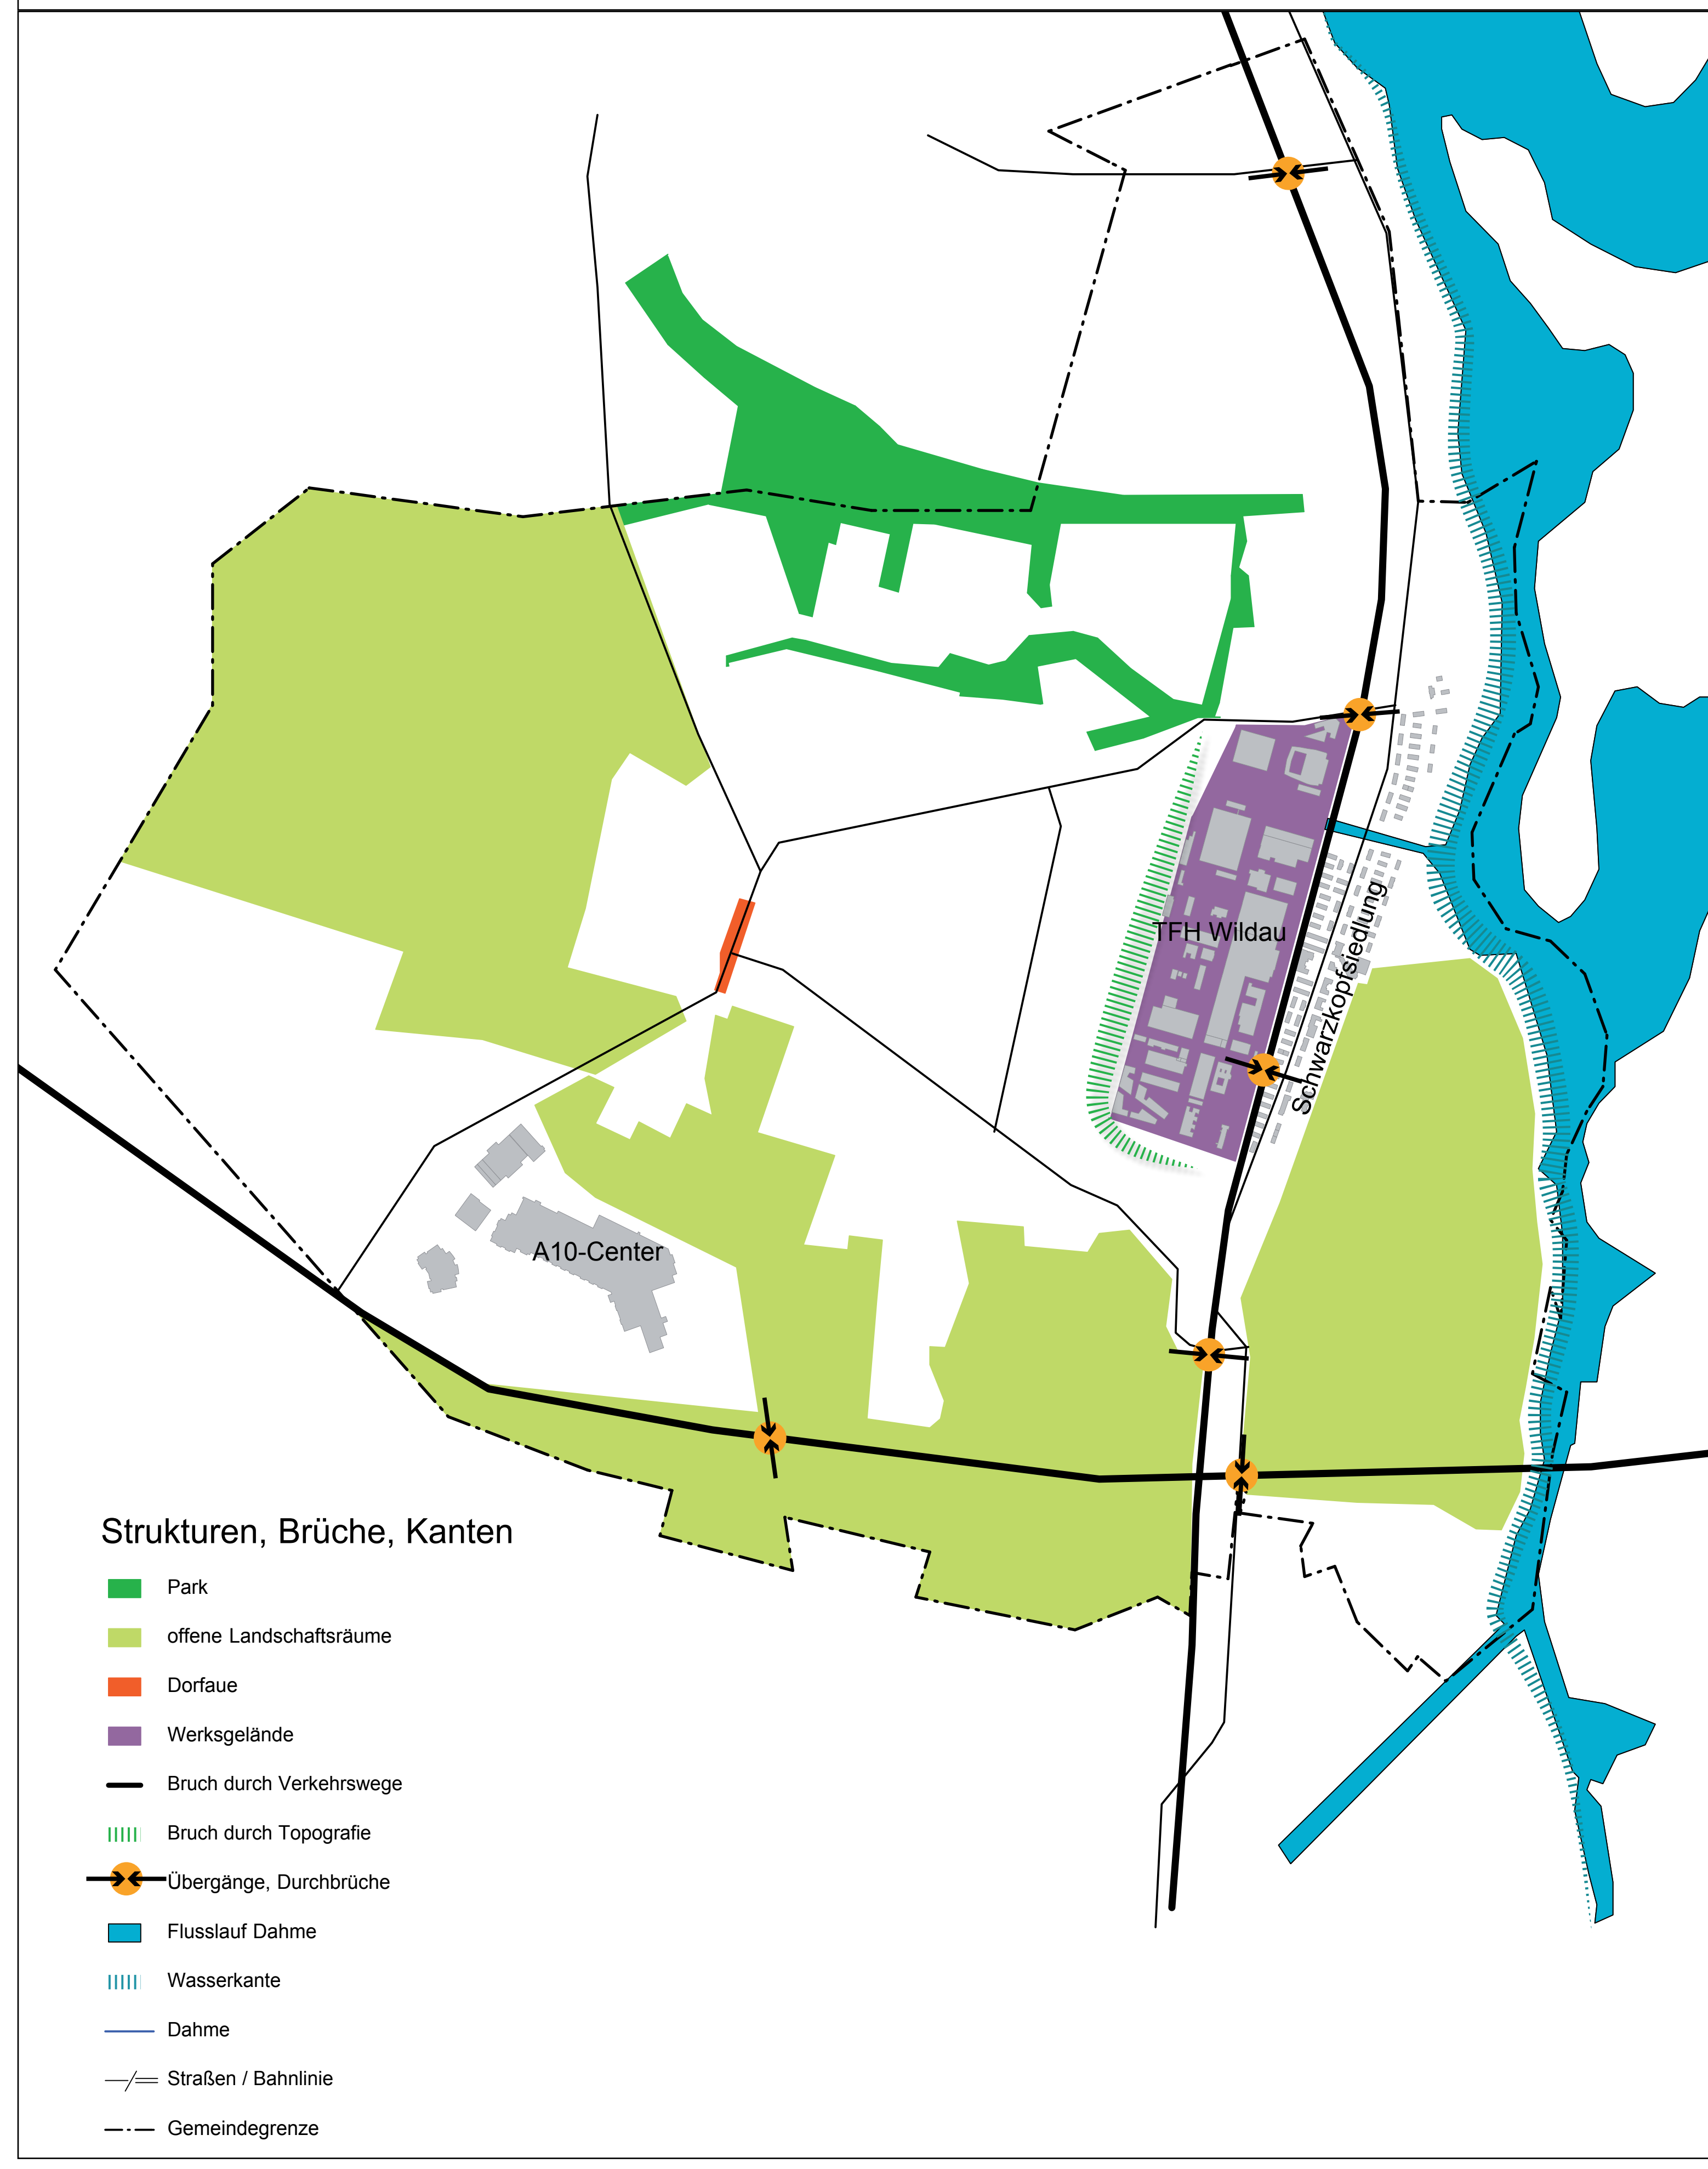 TFH Wildau
Schwarzkopfsiedlung
A10-Center
Strukturen, Brüche, Kanten
Park
offene Landschaftsräume
Dorfaue
Werksgelände
Bruch durch Verkehrswege
Bruch durch Topografie
Übergänge, Durchbrüche
Flusslauf Dahme
Wasserkante
Dahme
Straßen / Bahnlinie
Gemeindegrenze